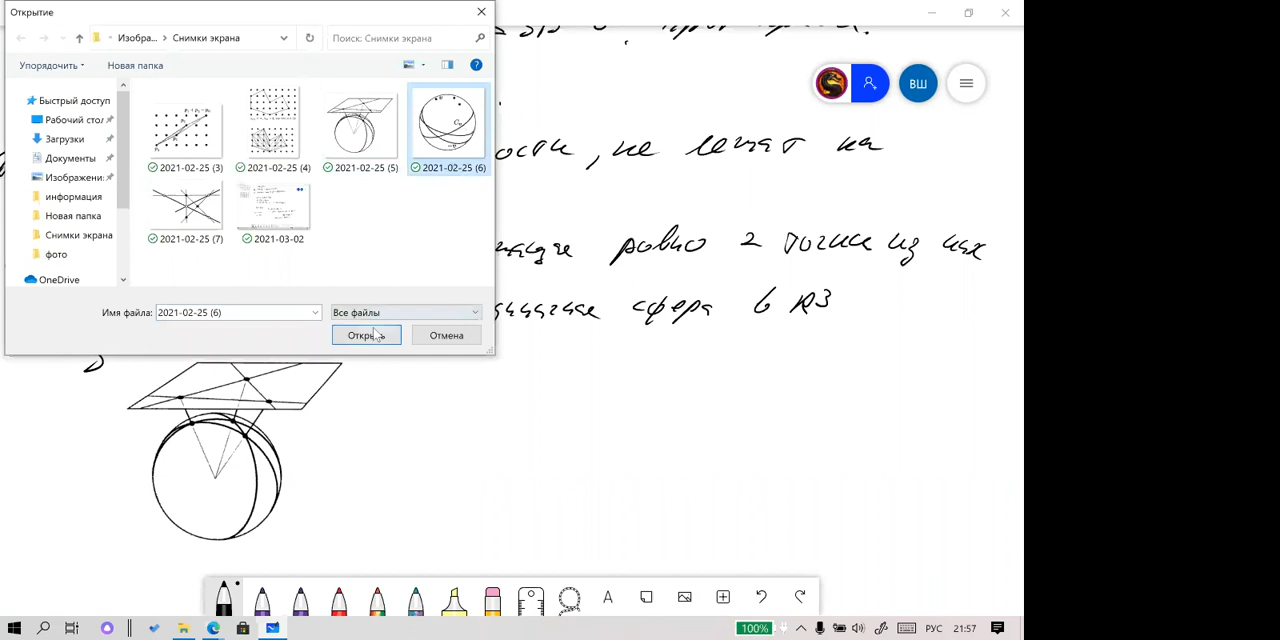 Открытие
Изобра... Снимки экрана
Поиск: Снимки экрана
Упорядочить
Новая папка
?
Быстрый доступ
Рабочий стол
Загрузки
Документы
Изображени
информация
Новая папка
Снимки экрана
фото
OneDrive
2021-02-25 (3)
2021-02-25 (4)
2021-02-25 (5)
2021-02-25 (6)
2021-02-25 (7)
2021-03-02
Имя файла: 2021-02-25 (6)
Все файлы
Открыть
Отмена
ВШ
ости, не лежат на
ровно 2 точки из них
сфера в R3
A
100%
РУС
21:57